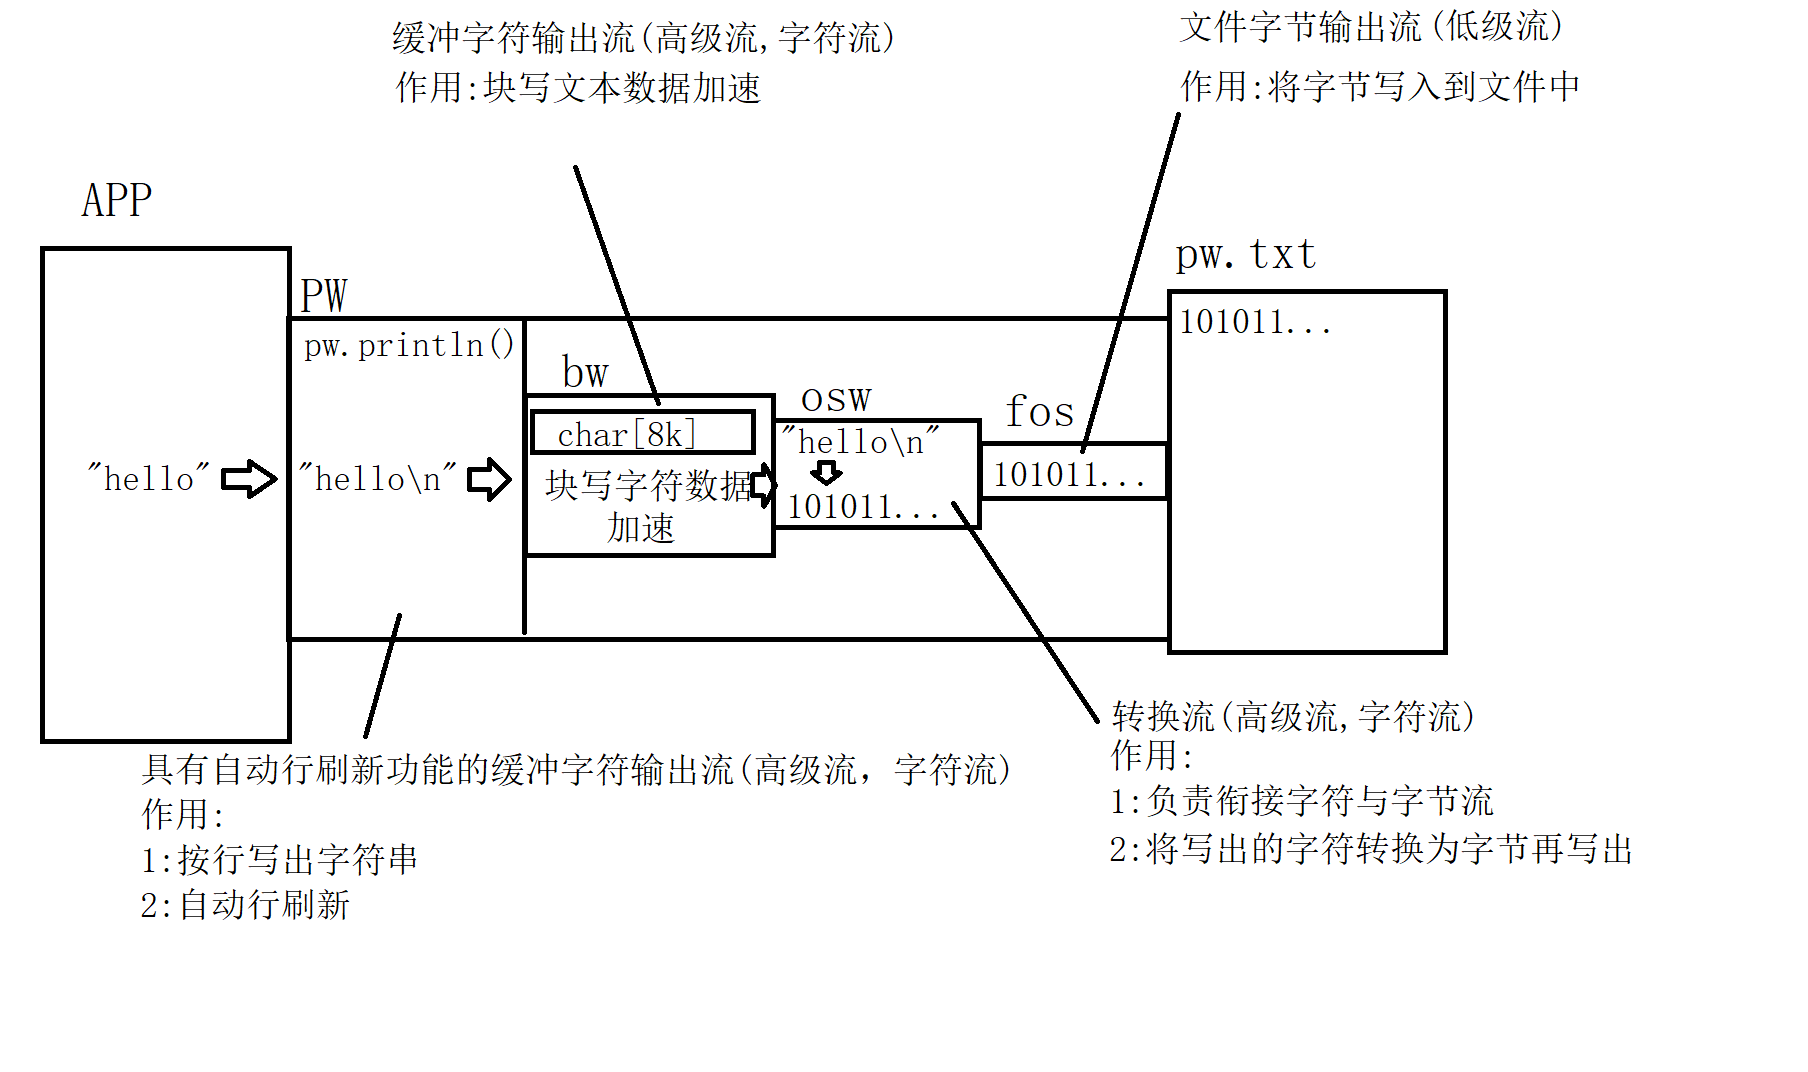 缓冲字符输出流(高级流,字符流)
作用:块写文本数据加速
文件字节输出流(低级流)
作用:将字节写入到文件中
APP
PW
pw.println()
"hello"
"hello\n"
bw
char[8k]
块写字符数据
加速
osw
"hello\n"
101011...
fos
101011...
pw.txt
101011...
具有自动行刷新功能的缓冲字符输出流(高级流，字符流)
作用:
1:按行写出字符串
2:自动行刷新
转换流(高级流,字符流)
作用:
1:负责衔接字符与字节流
2:将写出的字符转换为字节再写出